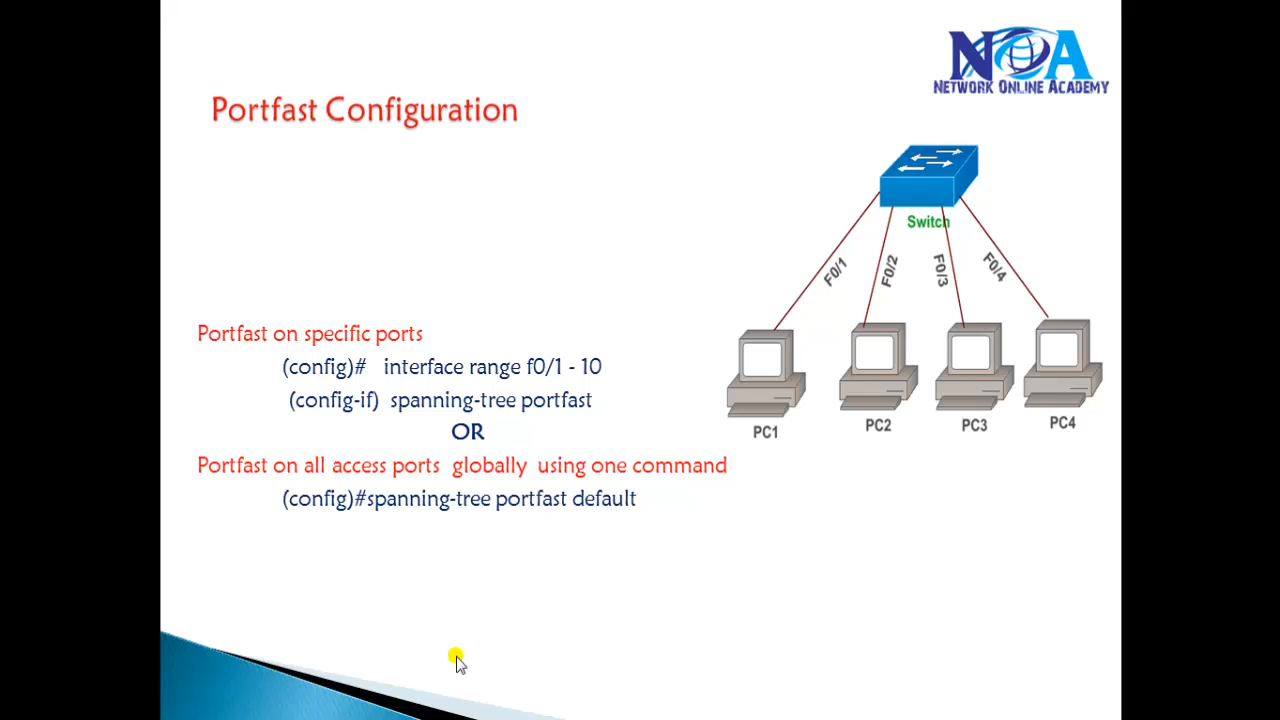 NOA
NETWORK ONLINE ACADEMY
Portfast Configuration
Switch
F0/1
F0/2
F0/3
F0/4
PC1
PC2
PC3
PC4
Portfast on specific ports
(config)# interface range f0/1 - 10
(config-if) spanning-tree portfast
OR
Portfast on all access ports globally using one command
(config)#spanning-tree portfast default